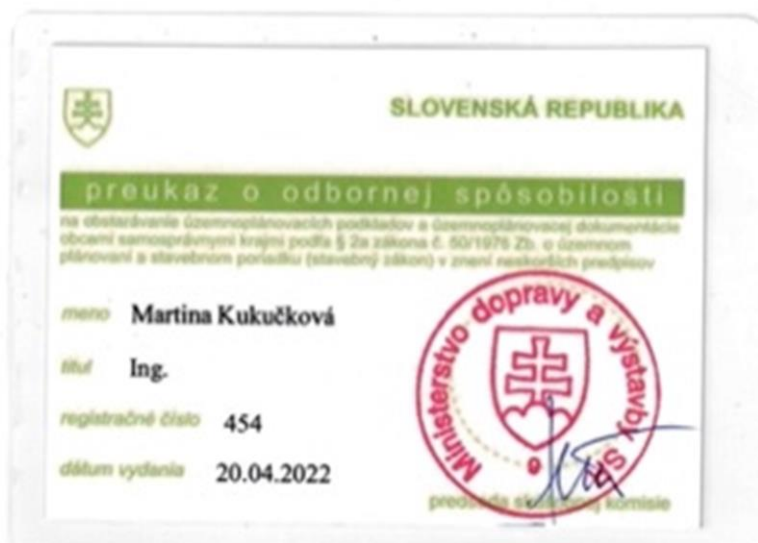 SLOVENSKÁ REPUBLIKA
preukaz o odbornej spôsobilosti
na obstarávanie územnoplánovacích podkladov a územnoplánovacej dokumentácie
obcami samosprávnymi krajmi podľa § 2a zákona č. 50/1976 Zb. o územnom
plánovaní a stavebnom poriadku (stavebný zákon) v znení neskorších predpisov
meno Martina Kukučková
titul Ing.
registračné číslo 454
dátum vydania 20.04.2022
Ministerstvo dopravy a výstavby SR
9
predseda skúšobnej komisie